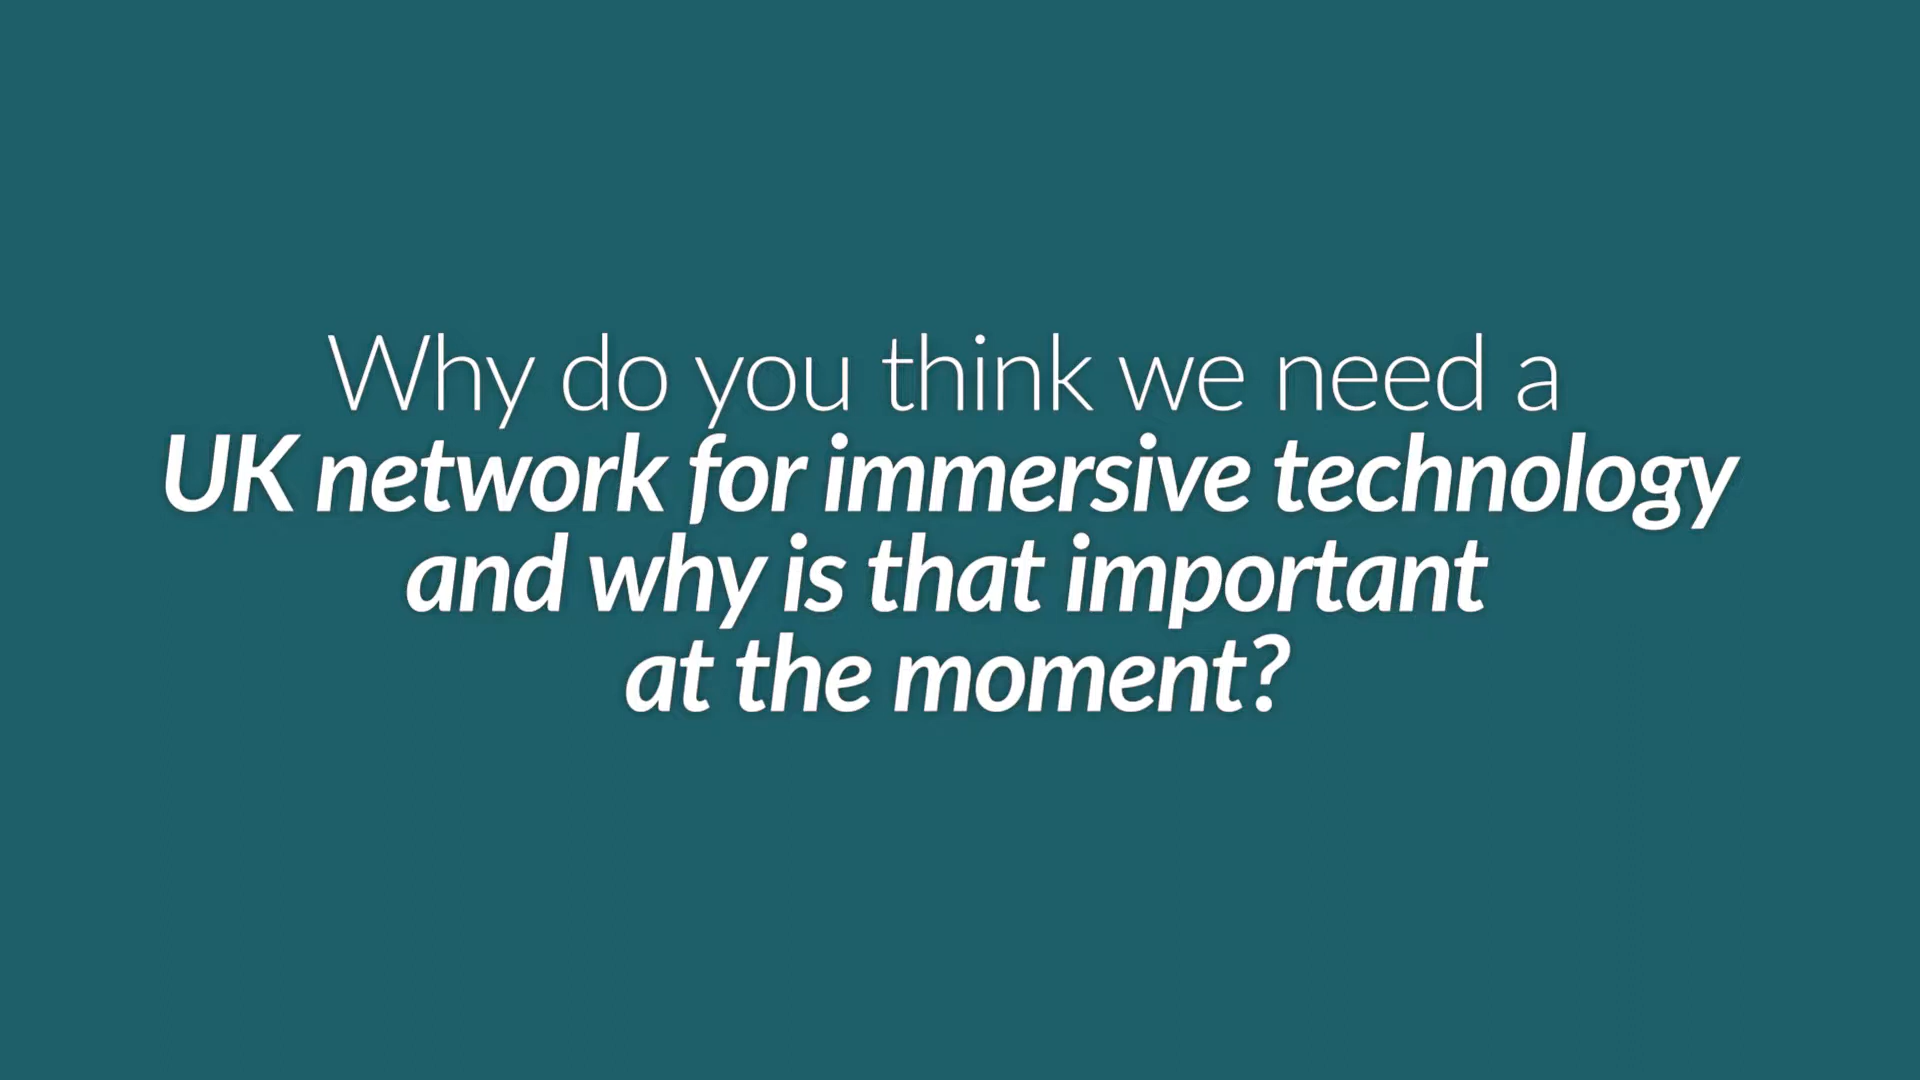 Why do you think we need a
UK network for immersive technology
and why is that important
at the moment?